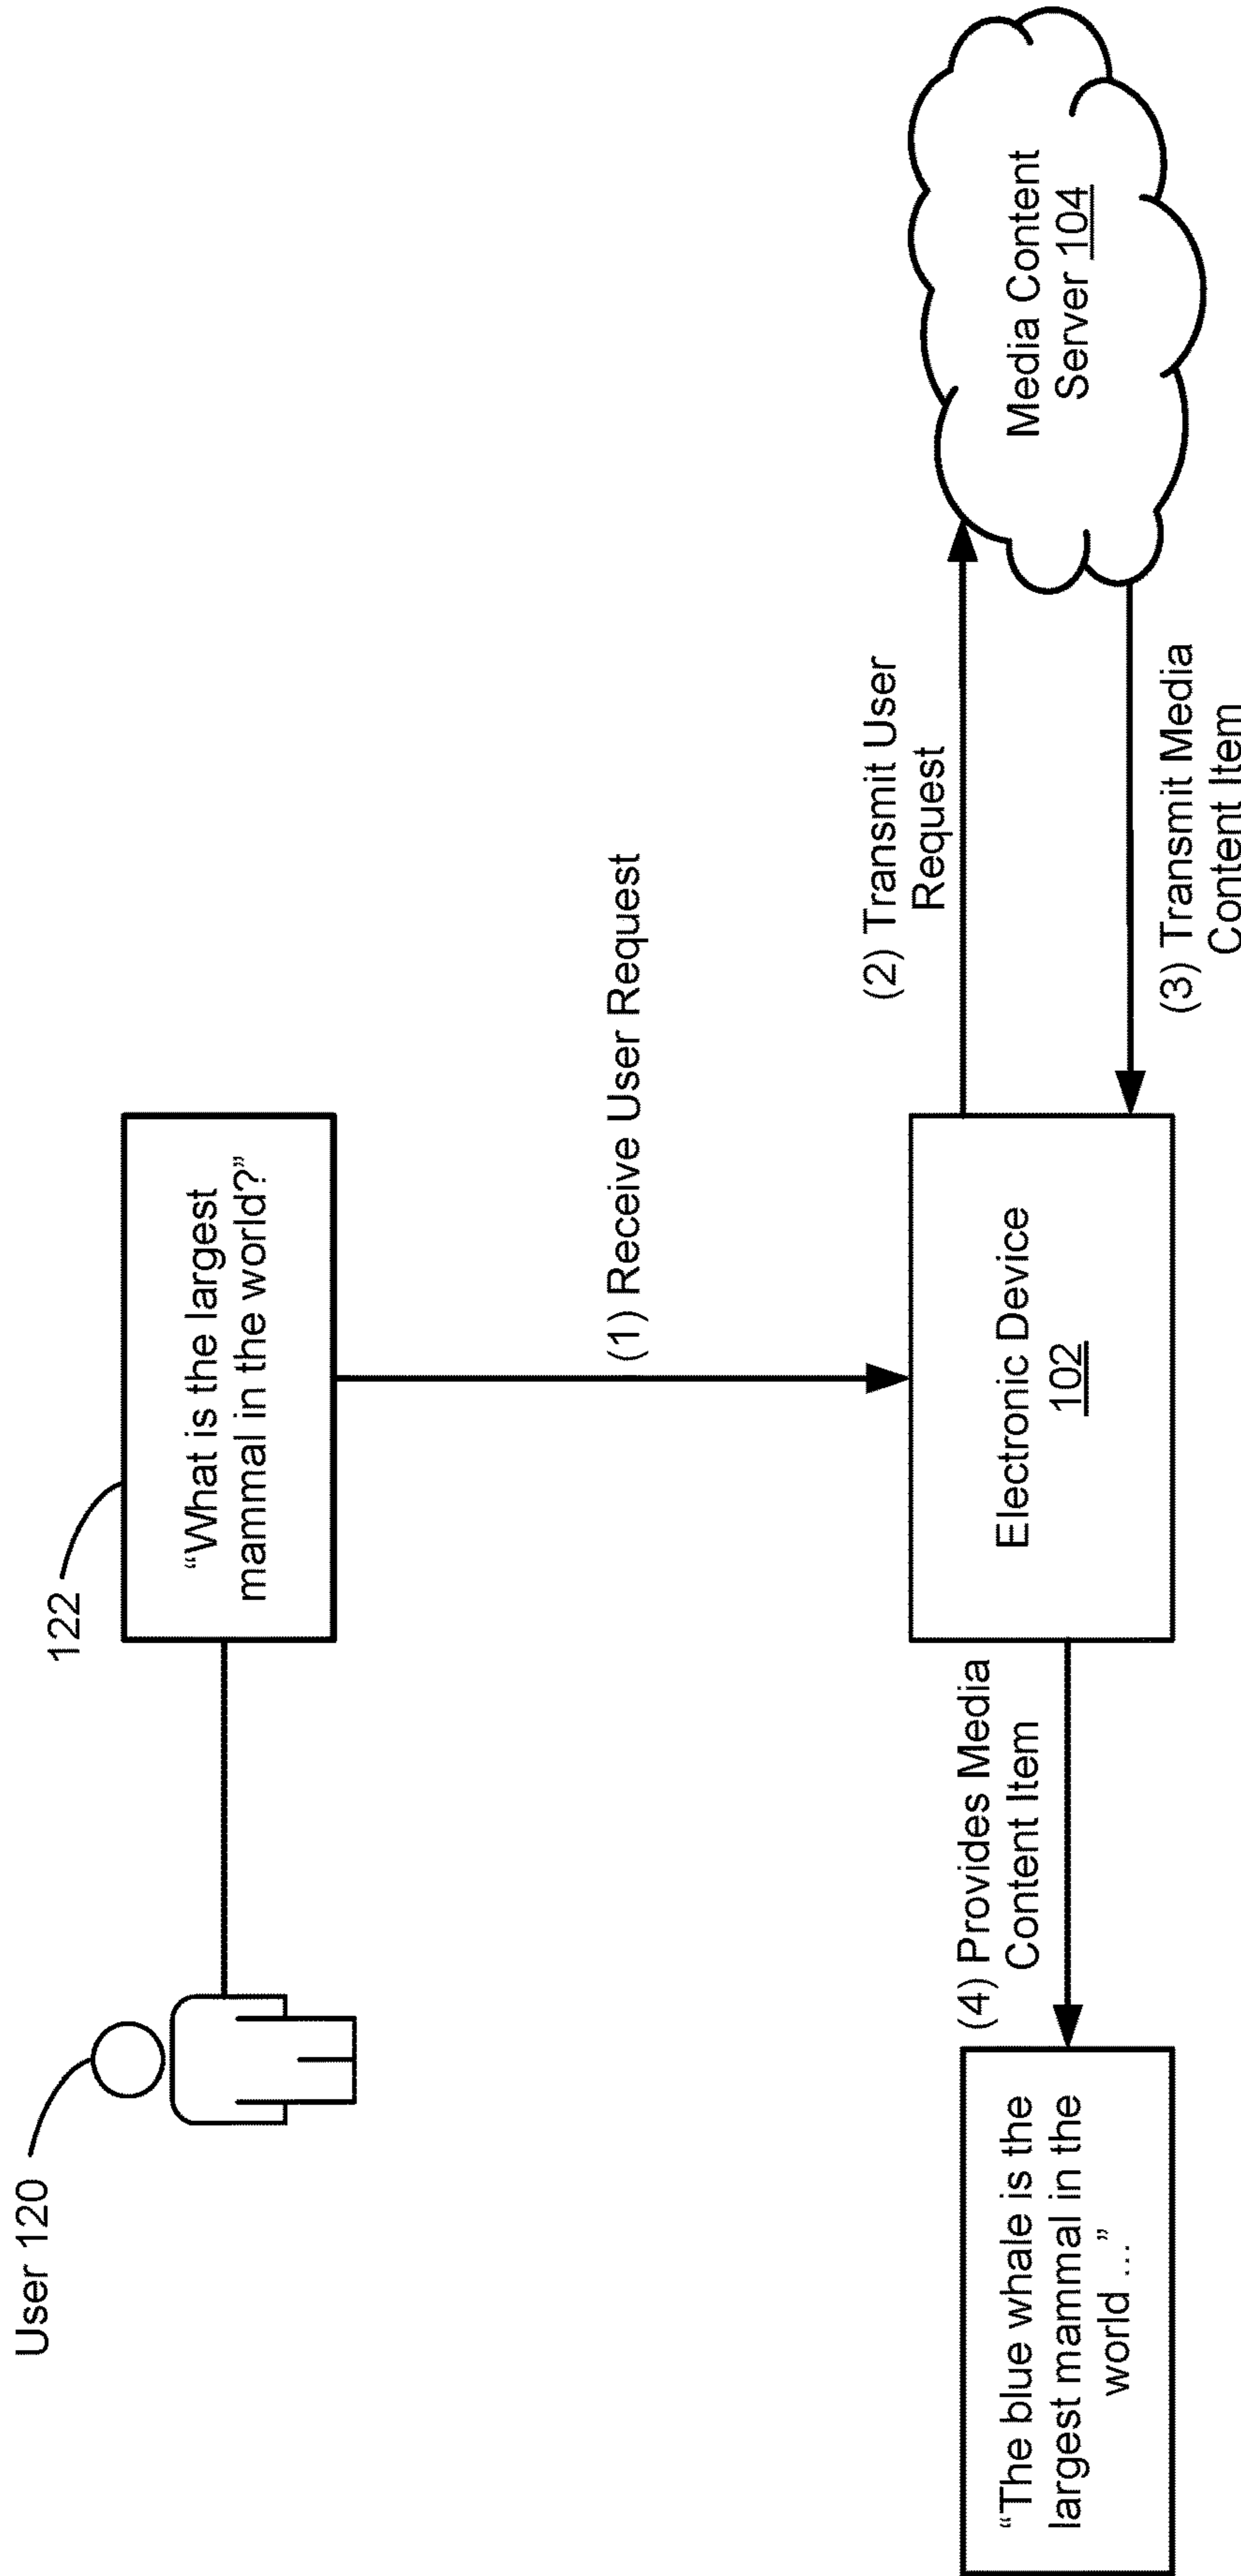 User 120
122
“What is the largest
mammal in the world?”
(1) Receive User Request
“The blue whale is the
largest mammal in the
world ...”
(4) Provides Media
Content Item
Electronic Device
102
(2) Transmit User
Request
(3) Transmit Media
Content Item
Media Content
Server 104